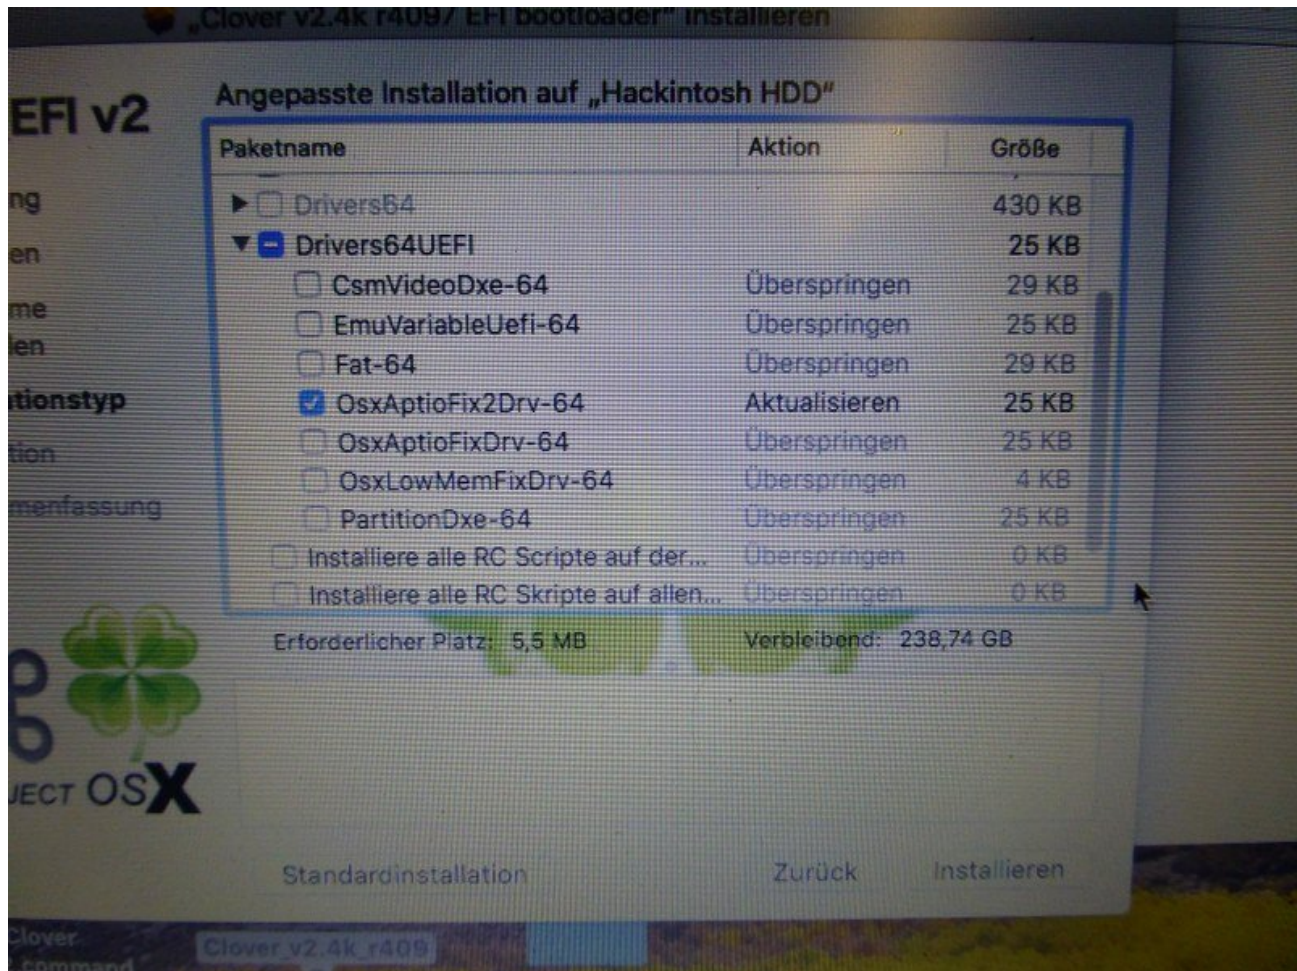 „Clover v2.4k r4097 EFI bootloader“ installieren
EFI v2
Angepasste Installation auf „Hackintosh HDD“
Paketname Aktion Größe
ng
Drivers64 430 KB
en
Drivers64UEFI 25 KB
CsmVideoDxe-64 Überspringen 29 KB
me
EmuVariableUefi-64 Überspringen 25 KB
len
Fat-64 Überspringen 29 KB
ationstyp
OsxAptioFix2Drv-64 Aktualisieren 25 KB
tion
OsxAptioFixDrv-64 Überspringen 25 KB
OsxLowMemFixDrv-64 Überspringen 4 KB
menfassung
PartitionDxe-64 Überspringen 25 KB
Installiere alle RC Scripte auf der... Überspringen 0 KB
Installiere alle RC Skripte auf allen... Überspringen 0 KB
Erforderlicher Platz: 5,5 MB Verbleibend: 238,74 GB
JECT OSX
Standardinstallation Zurück Installieren
Clover
command
Clover_v2.4k_r409